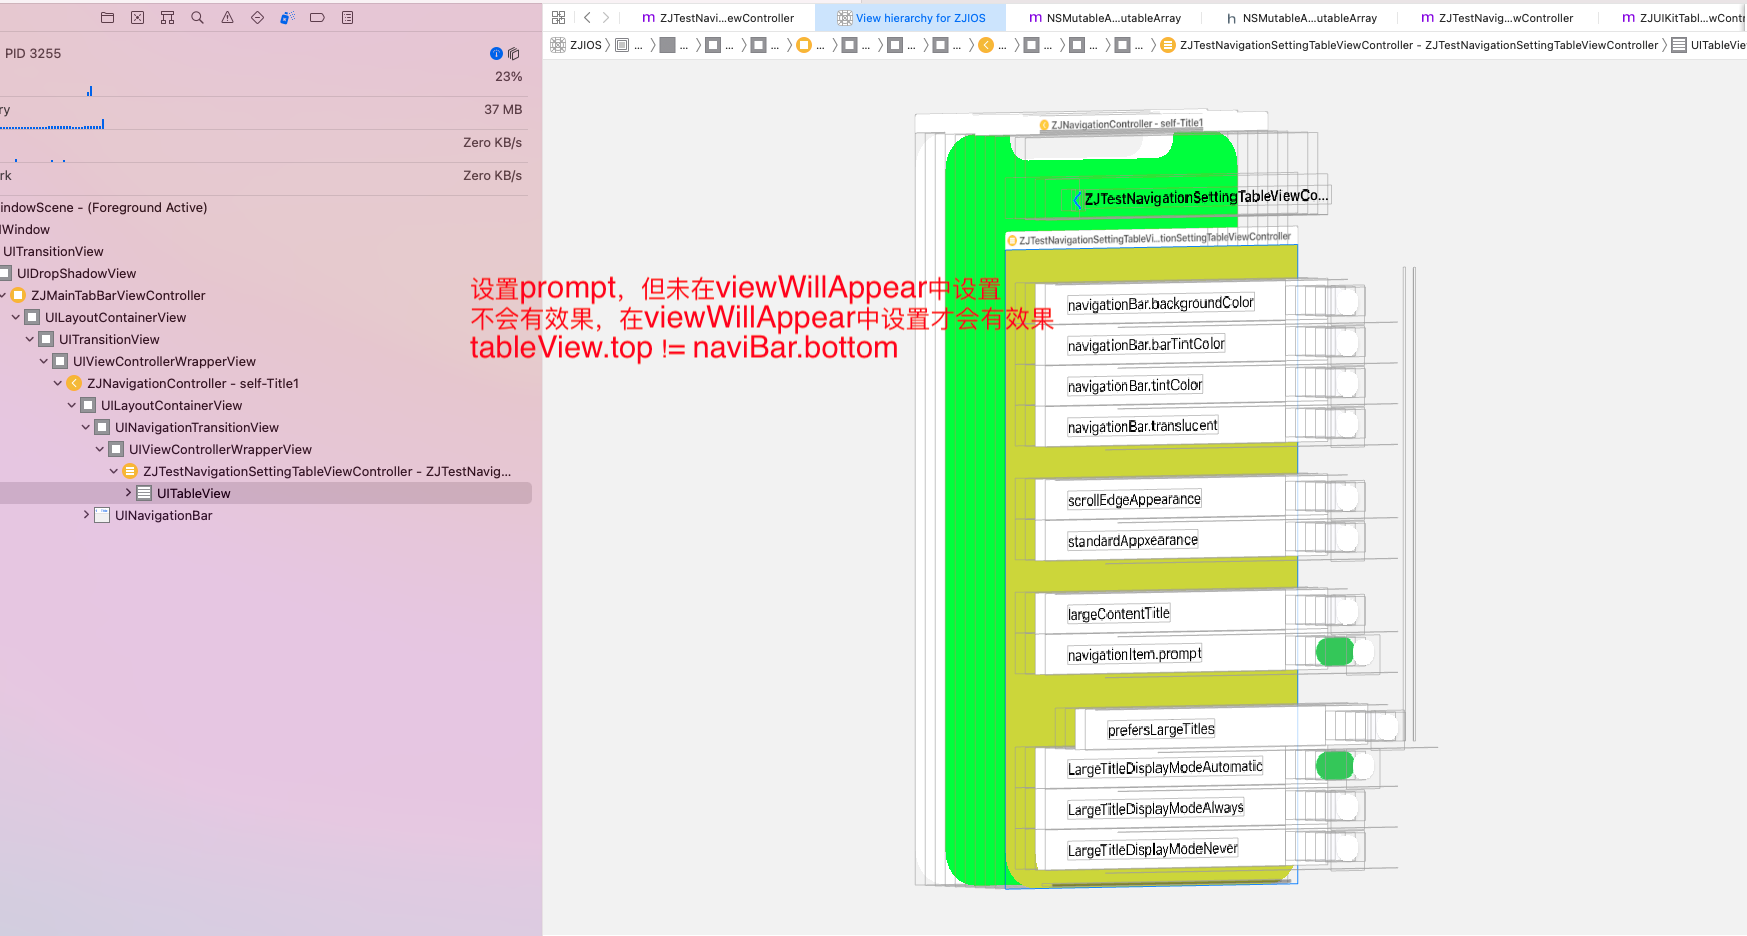 ZJTestNavi...ewController
View hierarchy for ZJIOS
NSMutableA...utableArray
NSMutableA...utableArray
ZJTestNavig...wController
ZJUIKitTabl...wContr
ZJIOS
ZJTestNavigationSettingTableViewController - ZJTestNavigationSettingTableViewController
UITableVie
PID 3255
23%
ry
37 MB
Zero KB/s
rk
Zero KB/s
indowScene - (Foreground Active)
IWindow
UITransitionView
UIDropShadowView
ZJMainTabBarViewController
UILayoutContainerView
UITransitionView
UIViewControllerWrapperView
ZJNavigationController - self-Title1
UILayoutContainerView
UINavigationTransitionView
UIViewControllerWrapperView
ZJTestNavigationSettingTableViewController - ZJTestNavig...
UITableView
UINavigationBar
ZJNavigationController - self-Title1
ZJTestNavigationSettingTableViewCo...
ZJTestNavigationSettingTableVi...tionSettingTableViewController
设置prompt，但未在viewWillAppear中设置
不会有效果，在viewWillAppear中设置才会有效果
tableView.top != naviBar.bottom
navigationBar.backgroundColor
navigationBar.barTintColor
navigationBar.tintColor
navigationBar.translucent
scrollEdgeAppearance
standardAppxearance
largeContentTitle
navigationItem.prompt
prefersLargeTitles
LargeTitleDisplayModeAutomatic
LargeTitleDisplayModeAlways
LargeTitleDisplayModeNever